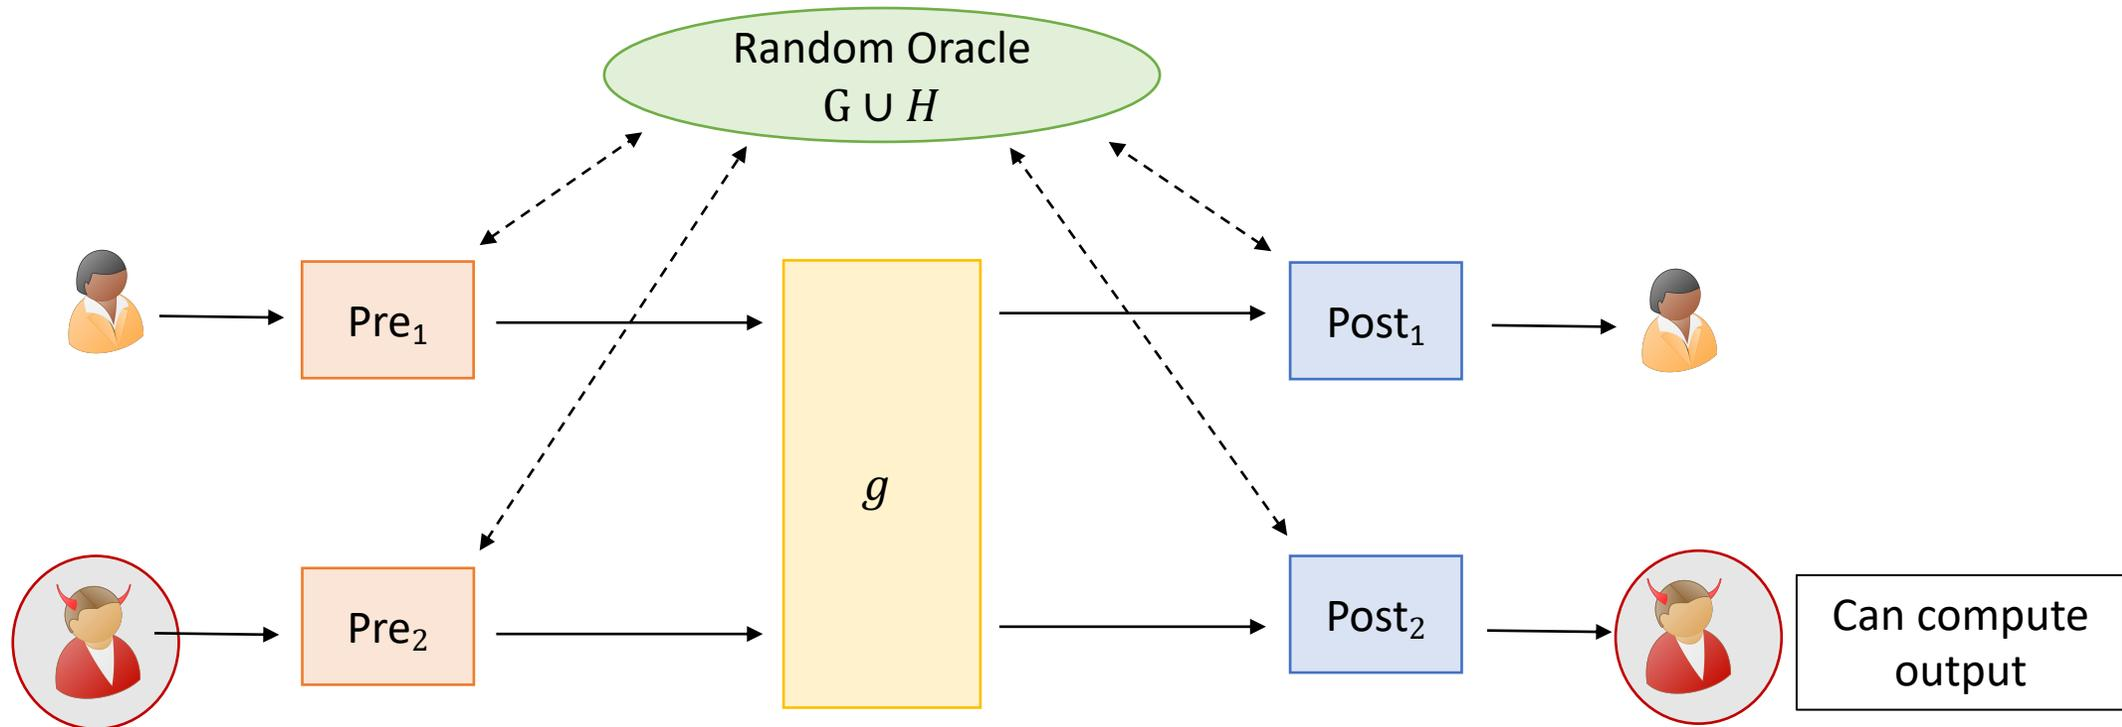 Random Oracle
G ∪ H
Pre₁
Post₁
g
Pre₂
Post₂
Can compute
output